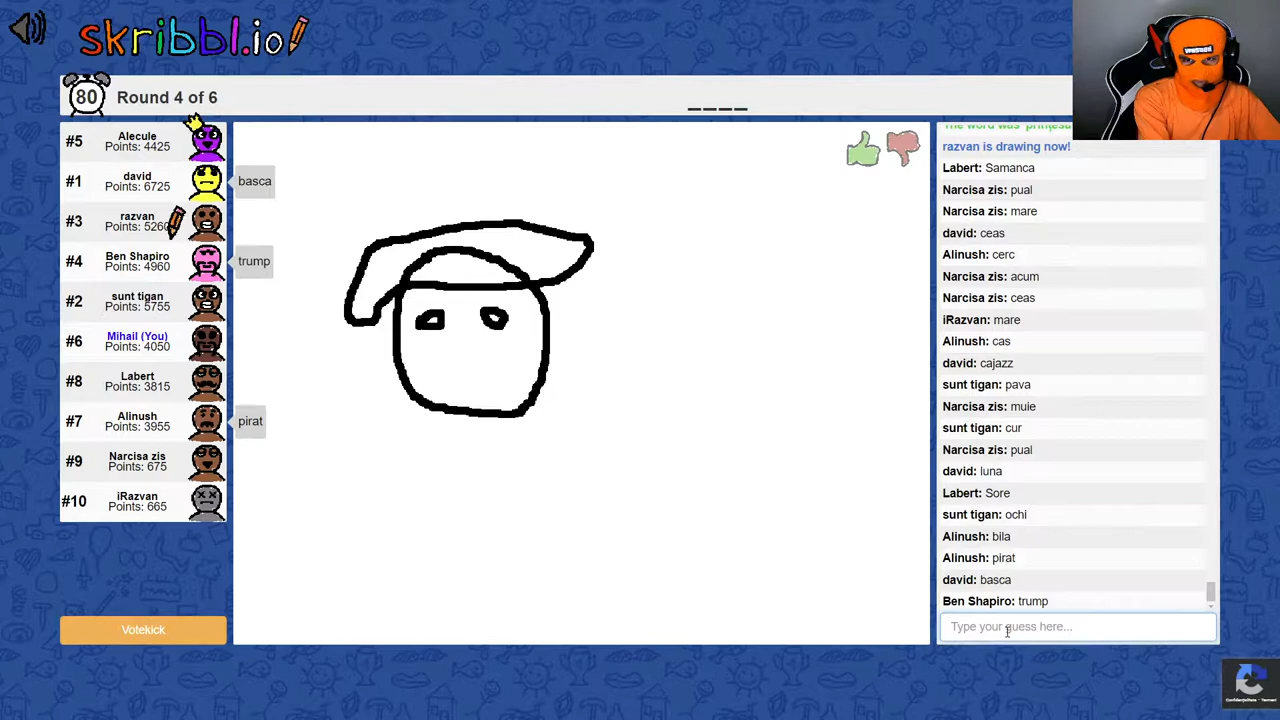 skribbl.io
80
Round 4 of 6
_ _ _ _
#5
Alecule
Points: 4425
#1
david
Points: 6725
basca
#3
razvan
Points: 5260
#4
Ben Shapiro
Points: 4960
trump
#2
sunt tigan
Points: 5755
#6
Mihail (You)
Points: 4050
#8
Labert
Points: 3815
#7
Alinush
Points: 3955
pirat
#9
Narcisa zis
Points: 675
#10
iRazvan
Points: 665
Votekick
The word was
razvan is drawing now!
Labert: Samanca
Narcisa zis: pual
Narcisa zis: mare
david: ceas
Alinush: cerc
Narcisa zis: acum
Narcisa zis: ceas
iRazvan: mare
Alinush: cas
david: cajazz
sunt tigan: pava
Narcisa zis: muie
sunt tigan: cur
Narcisa zis: pual
david: luna
Labert: Sore
sunt tigan: ochi
Alinush: bila
Alinush: pirat
david: basca
Ben Shapiro: trump
Type your guess here...